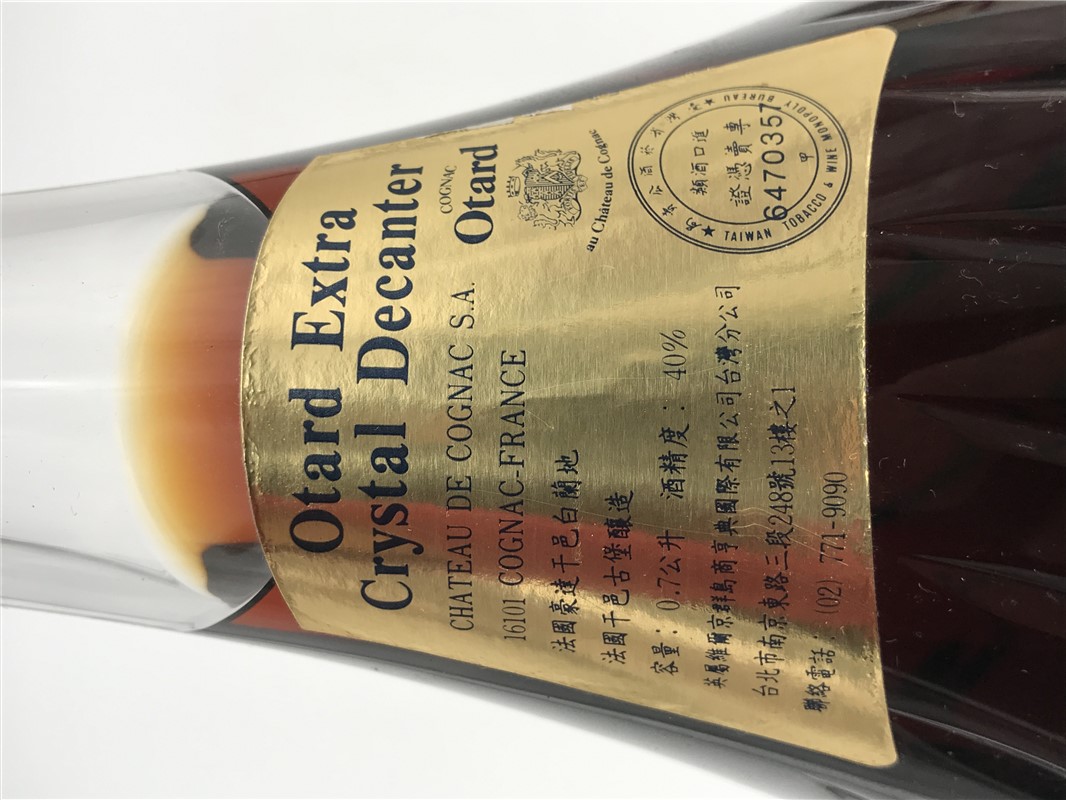 Otard Extra
Crystal Decanter
CHATEAU DE COGNAC S.A.
16101 COGNAC-FRANCE
COGNAC
Otard
au Château de Cognac
法國豪達干邑白蘭地
法國干邑古堡釀造
容量：0.7公升 酒精度：40%
英屬維爾京群島商亨典國際有限公司台灣分公司
台北市南京東路三段248號13樓之1
聯絡電話：(02) 771-9090
TAIWAN TOBACCO & WINE MONOPOLY BUREAU
進口酒類
專賣憑證
6470357
甲